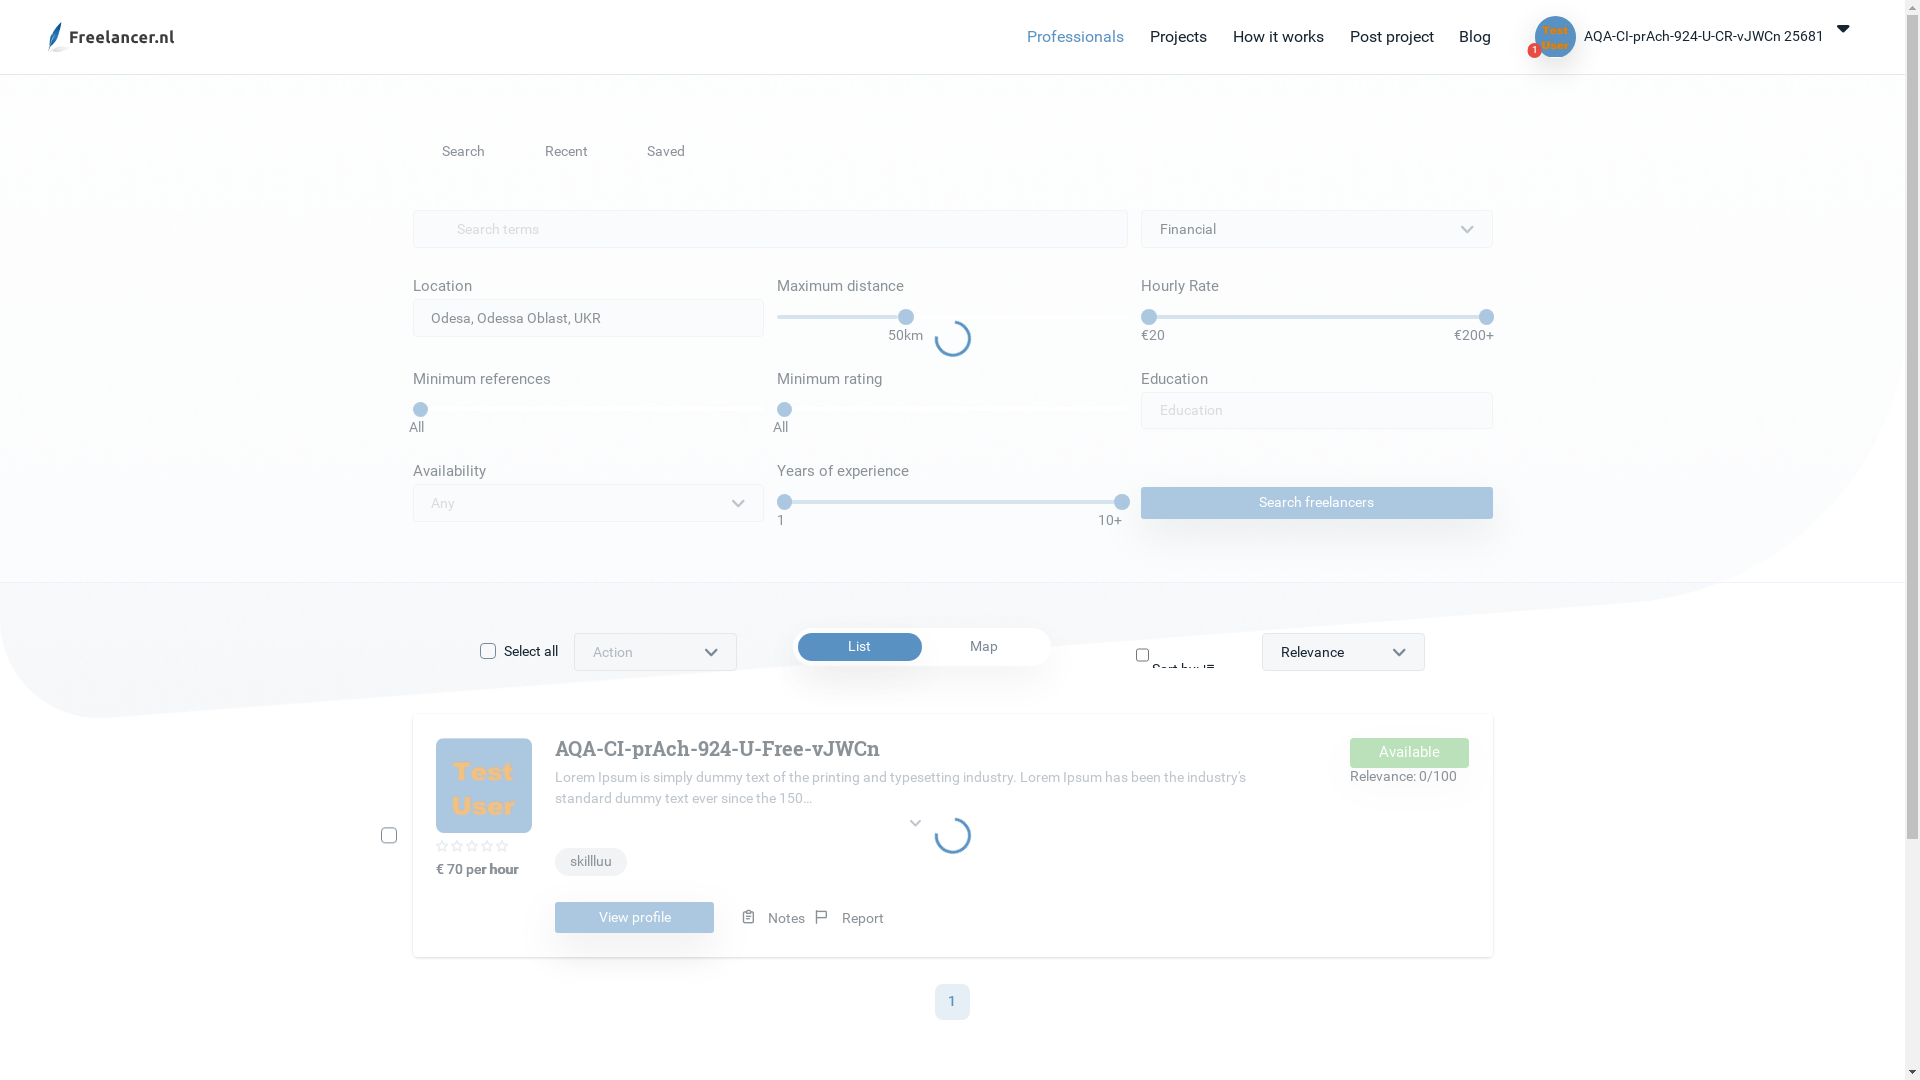 Freelancer.nl
Professionals
Projects
How it works
Post project
Blog
Test
User
1
AQA-CI-prAch-924-U-CR-vJWCn 25681
Search
Recent
Saved
Search terms
Financial
Location
Maximum distance
Hourly Rate
Odesa, Odessa Oblast, UKR
50km
€20
€200+
Minimum references
Minimum rating
Education
All
All
Education
Availability
Years of experience
Any
1
10+
Search freelancers
Select all
Action
List
Map
Relevance
Test
User
AQA-CI-prAch-924-U-Free-vJWCn
Available
Lorem Ipsum is simply dummy text of the printing and typesetting industry. Lorem Ipsum has been the industry's
Relevance: 0/100
standard dummy text ever since the 150...
€ 70 per hour
skillluu
View profile
Notes
Report
1